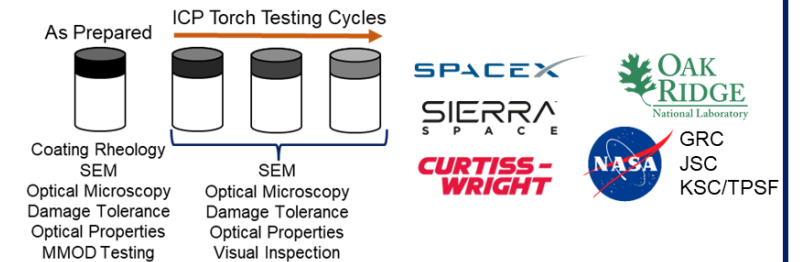 As Prepared
ICP Torch Testing Cycles
Coating Rheology
SEM
Optical Microscopy
Damage Tolerance
Optical Properties
MMOD Testing
SEM
Optical Microscopy
Damage Tolerance
Optical Properties
Visual Inspection
SPACEX
SIERRA
SPACE
CURTISS-
WRIGHT
OAK
RIDGE
National Laboratory
NASA
GRC
JSC
KSC/TPSF